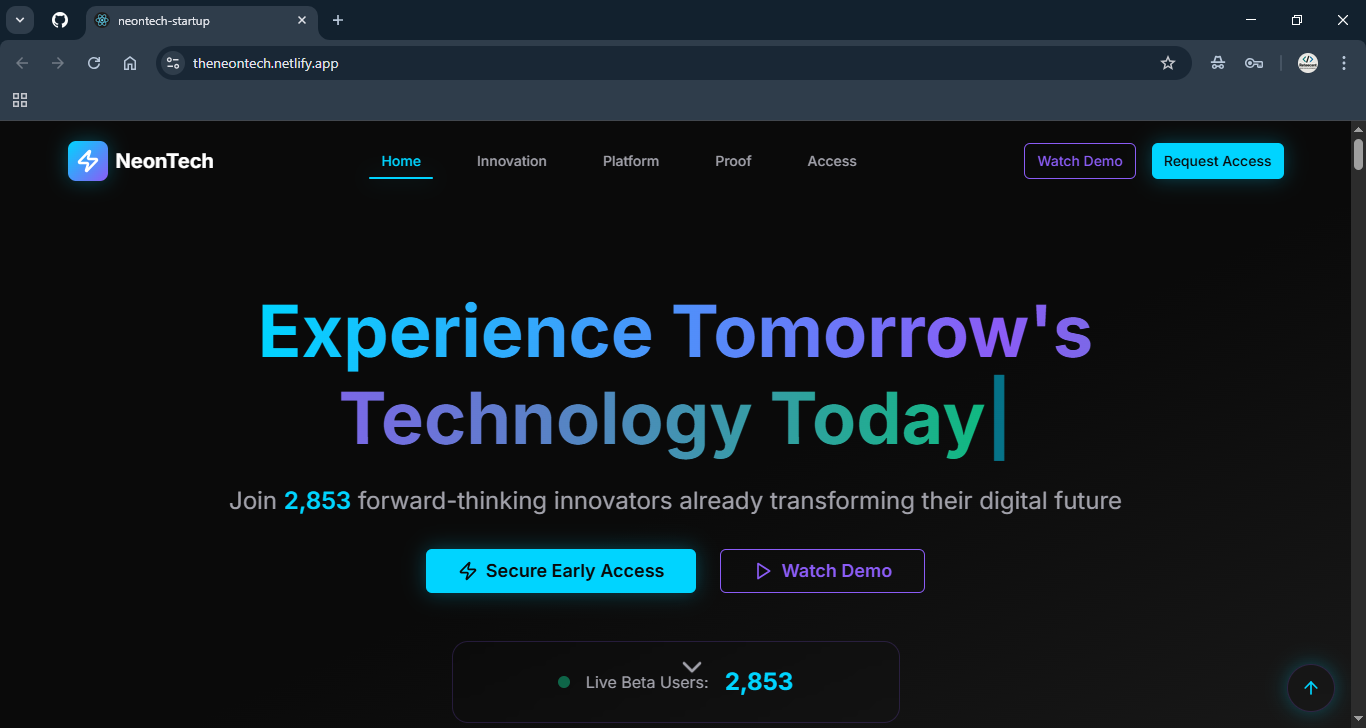 neontech-startup
theneontech.netlify.app
NeonTech
Home
Innovation
Platform
Proof
Access
Watch Demo
Request Access
Experience Tomorrow's
Technology Today
Join 2,853 forward-thinking innovators already transforming their digital future
Secure Early Access
Watch Demo
Live Beta Users: 2,853